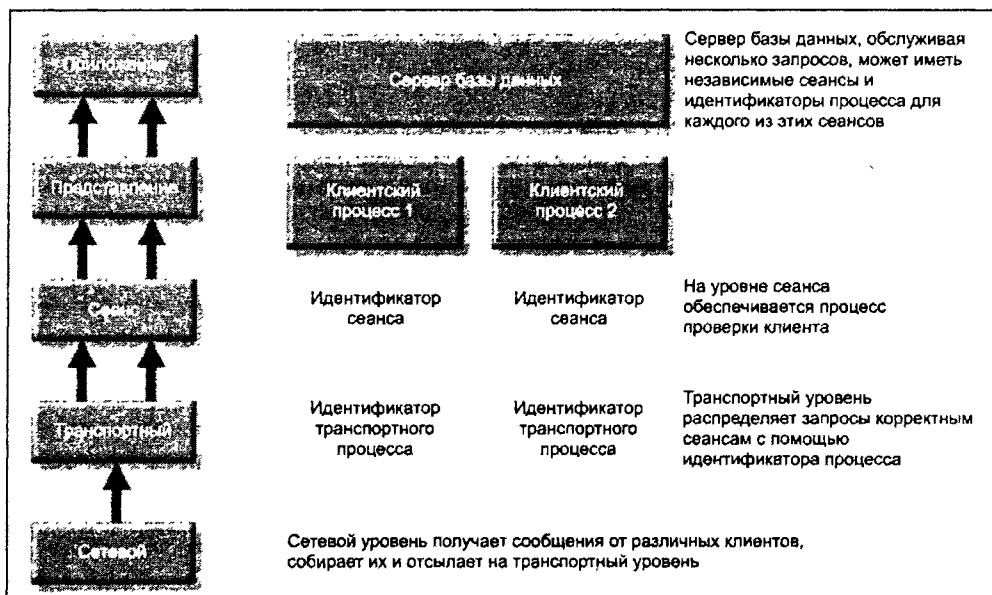 Приложение
Сервер базы данных
Сервер базы данных, обслуживая
несколько запросов, может иметь
независимые сеансы и
идентификаторы процесса для
каждого из этих сеансов
Представление
Клиентский
процесс 1
Клиентский
процесс 2
Сеанс
Идентификатор
сеанса
Идентификатор
сеанса
На уровне сеанса
обеспечивается процесс
проверки клиента
Транспортный
Идентификатор
транспортного
процесса
Идентификатор
транспортного
процесса
Транспортный уровень
распределяет запросы корректным
сеансам с помощью
идентификатора процесса
Сетевой
Сетевой уровень получает сообщения от различных клиентов,
собирает их и отсылает на транспортный уровень